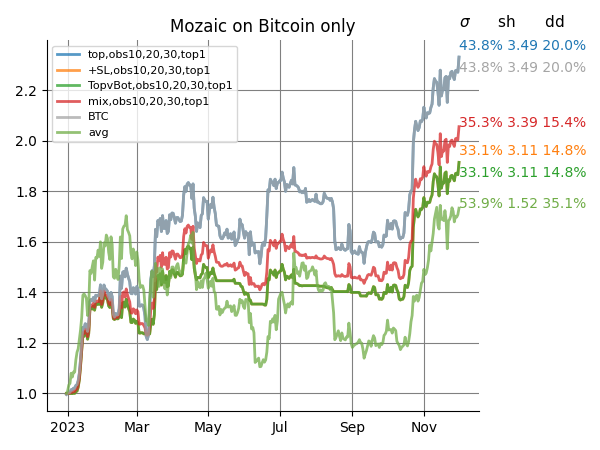 Mozaic on Bitcoin only
σ sh dd
top,obs10,20,30,top1
+SL,obs10,20,30,top1
TopvBot,obs10,20,30,top1
mix,obs10,20,30,top1
BTC
avg
43.8% 3.49 20.0%
43.8% 3.49 20.0%
35.3% 3.39 15.4%
33.1% 3.11 14.8%
33.1% 3.11 14.8%
53.9% 1.52 35.1%
2.2
2.0
1.8
1.6
1.4
1.2
1.0
2023 Mar May Jul Sep Nov